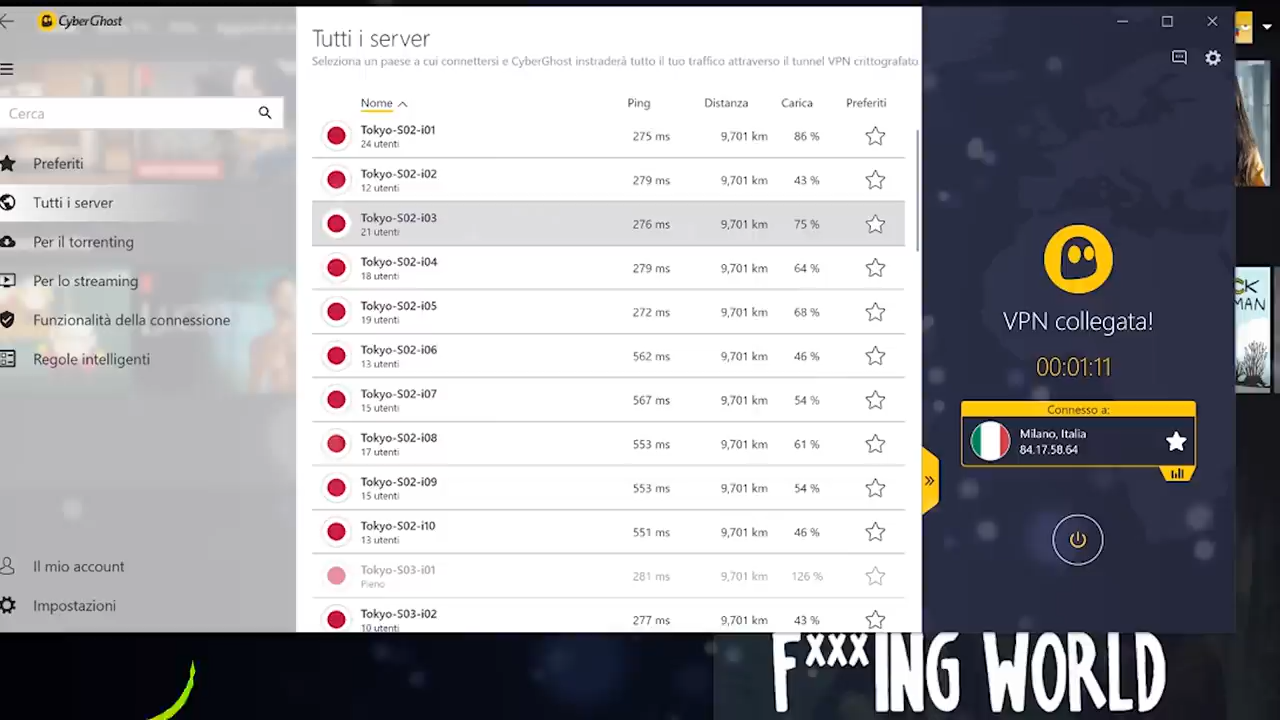 CyberGhost
Cerca
Preferiti
Tutti i server
Per il torrenting
Per lo streaming
Funzionalità della connessione
Regole intelligenti
Il mio account
Impostazioni
Tutti i server
Seleziona un paese a cui connettersi e CyberGhost instraderà tutto il tuo traffico attraverso il tunnel VPN crittografato
Nome Ping Distanza Carica Preferiti
Tokyo-S02-i01 275 ms 9,701 km 86 %
24 utenti
Tokyo-S02-i02 279 ms 9,701 km 43 %
12 utenti
Tokyo-S02-i03 276 ms 9,701 km 75 %
21 utenti
Tokyo-S02-i04 279 ms 9,701 km 64 %
18 utenti
Tokyo-S02-i05 272 ms 9,701 km 68 %
19 utenti
Tokyo-S02-i06 562 ms 9,701 km 46 %
13 utenti
Tokyo-S02-i07 567 ms 9,701 km 54 %
15 utenti
Tokyo-S02-i08 553 ms 9,701 km 61 %
17 utenti
Tokyo-S02-i09 553 ms 9,701 km 54 %
15 utenti
Tokyo-S02-i10 551 ms 9,701 km 46 %
13 utenti
Tokyo-S03-i01 281 ms 9,701 km 126 %
Pieno
Tokyo-S03-i02 277 ms 9,701 km 43 %
10 utenti
VPN collegata!
00:01:11
Connesso a:
Milano, Italia
84.17.58.64
CK
MAN
F***ING WORLD